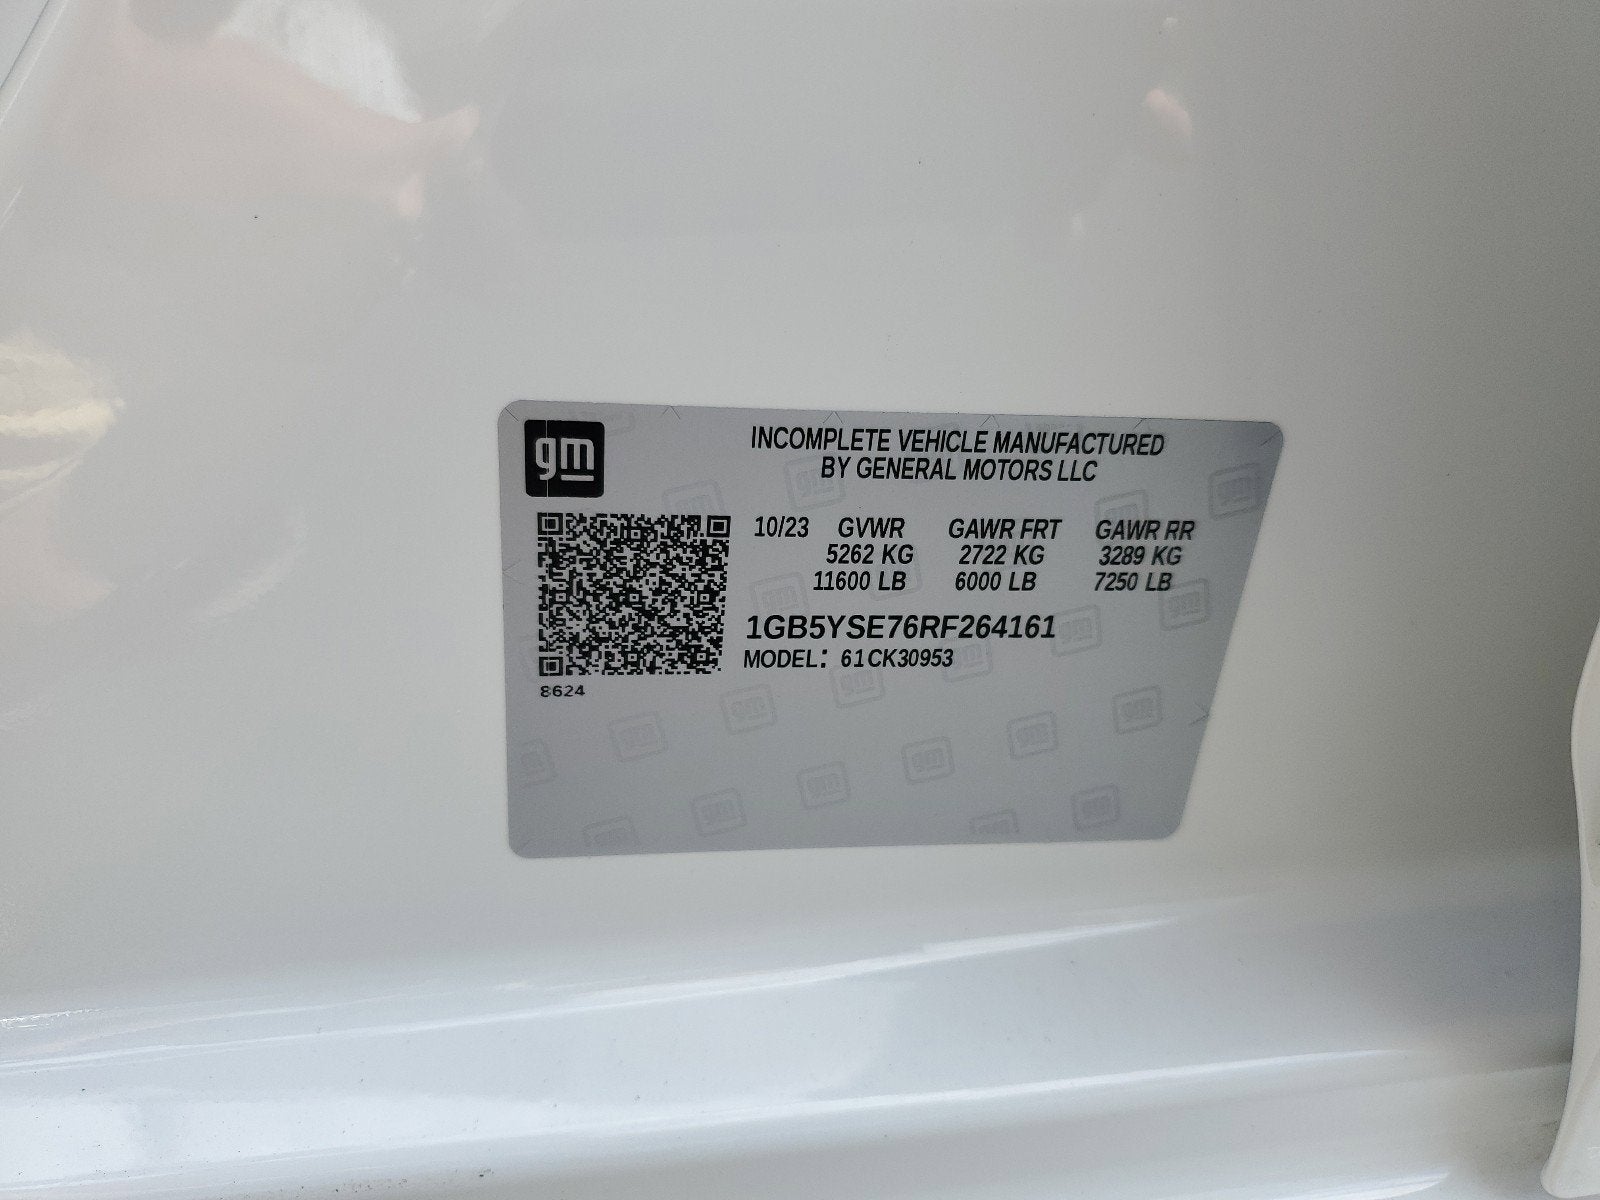 gm
INCOMPLETE VEHICLE MANUFACTURED
BY GENERAL MOTORS LLC
10/23 GVWR GAWR FRT GAWR RR
5262 KG 2722 KG 3289 KG
11600 LB 6000 LB 7250 LB
1GB5YSE76RF264161
MODEL: 61CK30953
8624